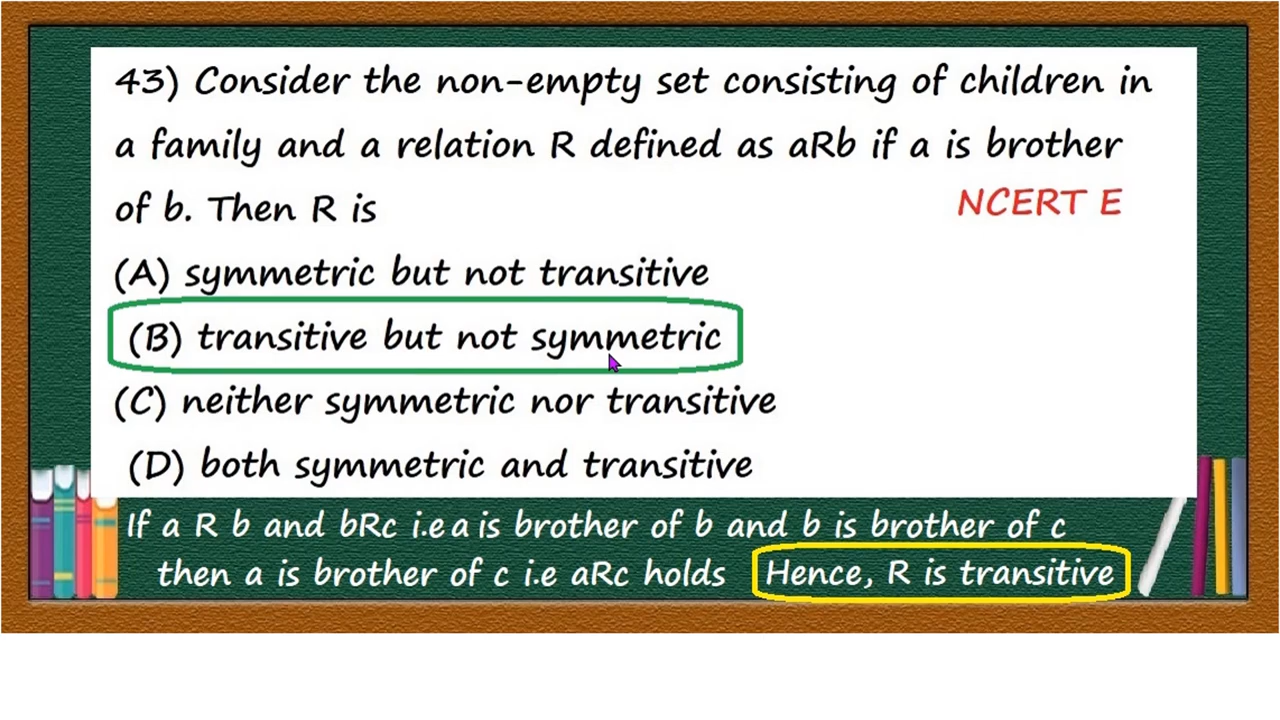 43) Consider the non-empty set consisting of children in
a family and a relation R defined as aRb if a is brother
of b. Then R is NCERT E
(A) symmetric but not transitive
(B) transitive but not symmetric
(C) neither symmetric nor transitive
(D) both symmetric and transitive
If a R b and bRc i.e a is brother of b and b is brother of c
then a is brother of c i.e aRc holds Hence, R is transitive